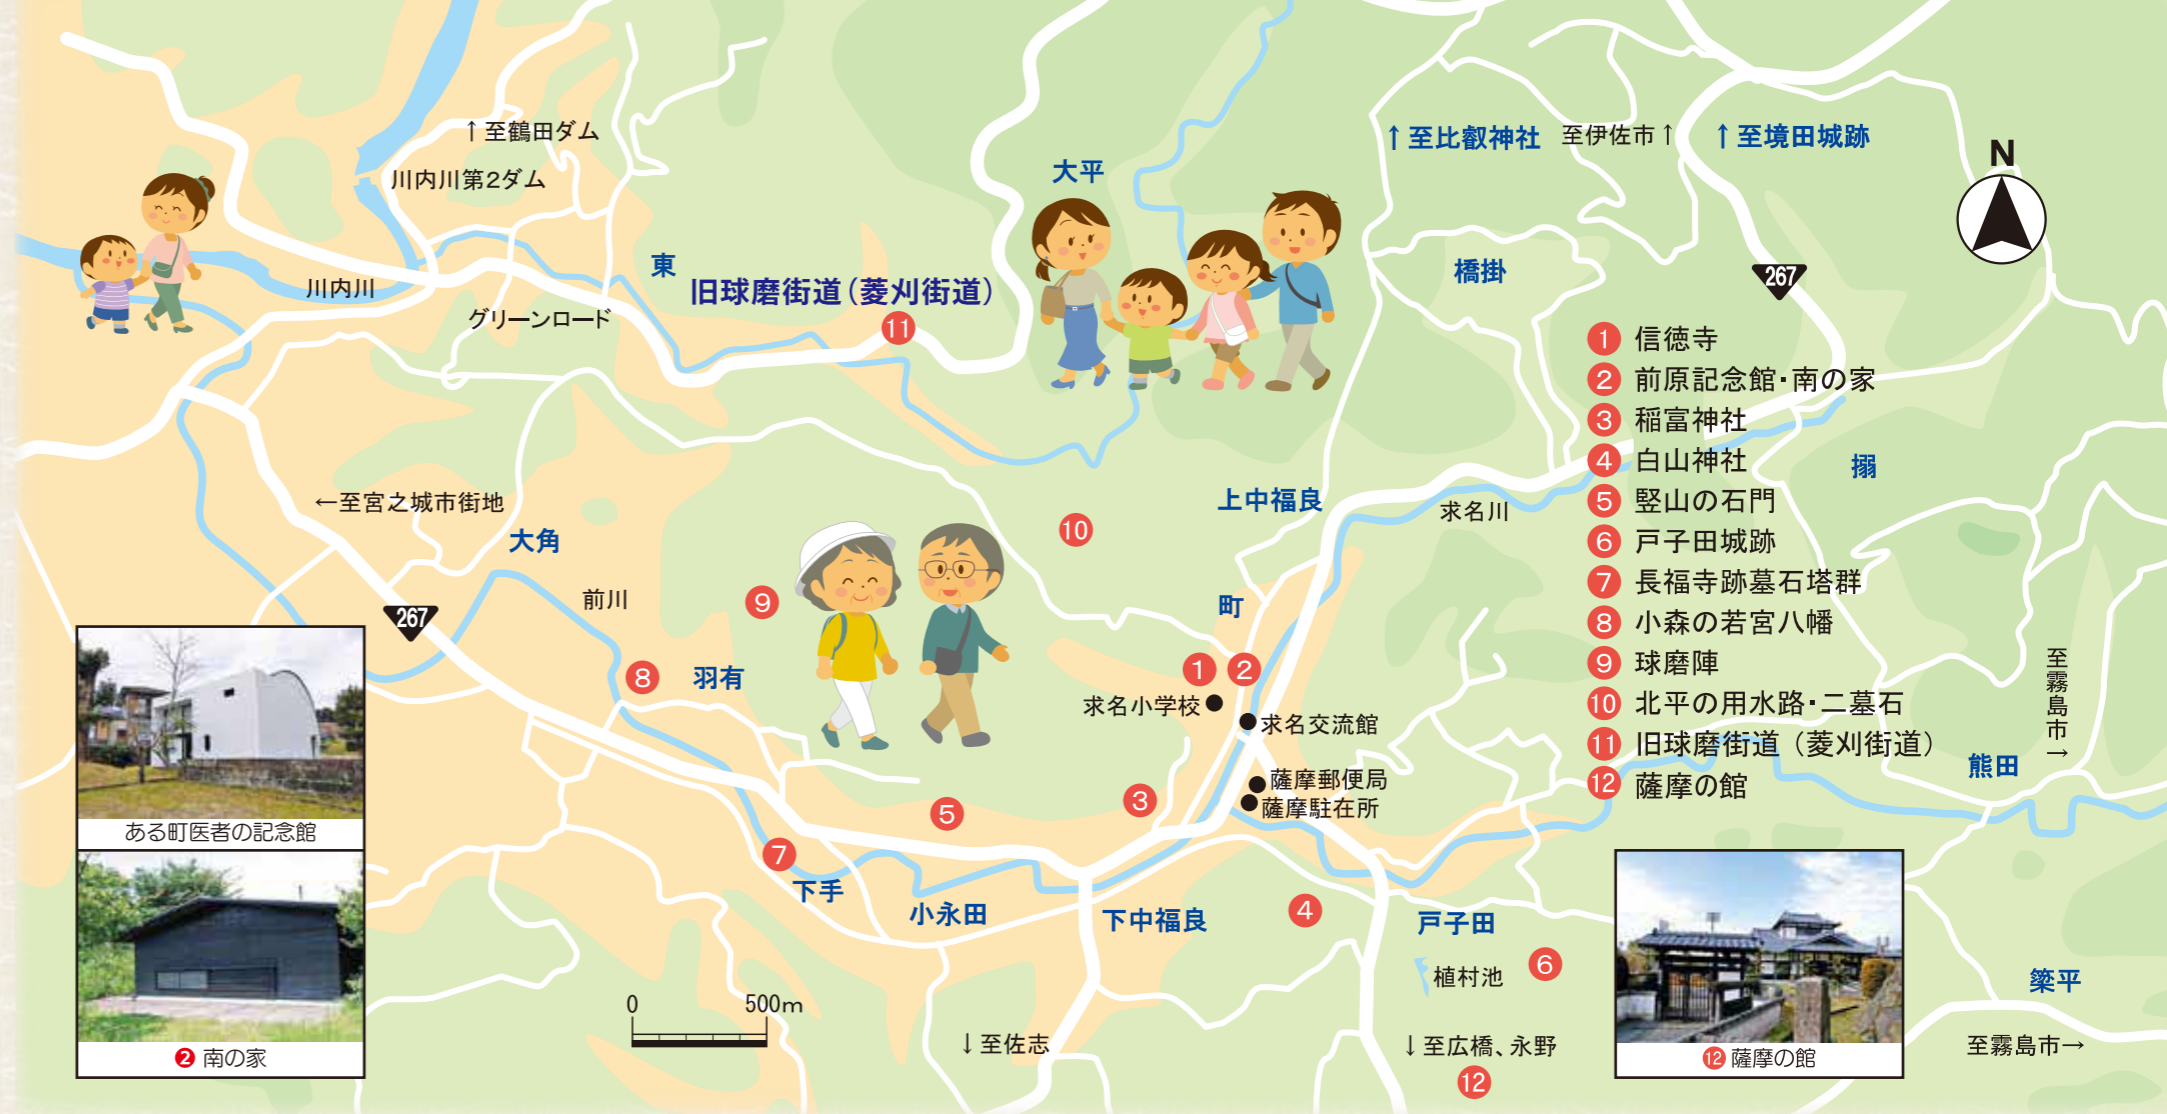 ↑至鶴田ダム
川内川第2ダム
川内川
グリーンロード
東
旧球磨街道（菱刈街道）
11
大平
↑至比叡神社
至伊佐市↑
↑至境田城跡
N
橋掛
267
1 信徳寺
2 前原記念館･南の家
3 稲富神社
4 白山神社
5 竪山の石門
6 戸子田城跡
7 長福寺跡墓石塔群
8 小森の若宮八幡
9 球磨陣
10 北平の用水路･二墓石
11 旧球磨街道（菱刈街道）
12 薩摩の館
搦
←至宮之城市街地
大角
前川
267
上中福良
求名川
10
9
町
8
羽有
1
2
求名小学校
求名交流館
薩摩郵便局
薩摩駐在所
3
5
7
下手
小永田
下中福良
4
戸子田
植村池
6
至霧島市→
熊田
簗平
至霧島市→
0 500m
↓至佐志
↓至広橋、永野
12
ある町医者の記念館
2 南の家
12 薩摩の館